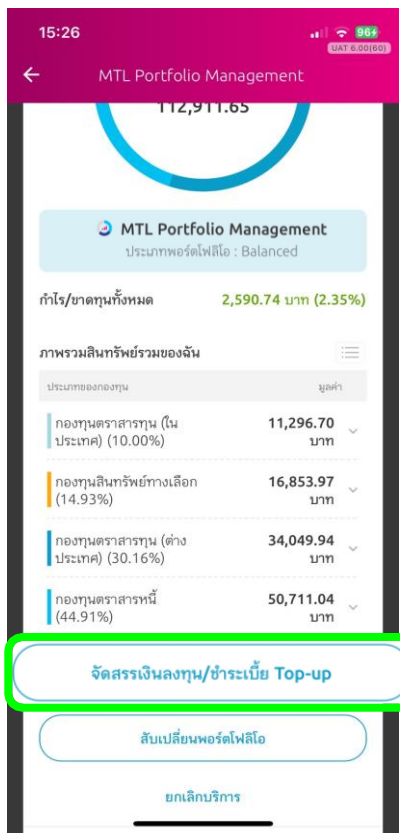 15:26
96
UAT 6.00(60)
MTL Portfolio Management
112,911.65
MTL Portfolio Management
ประเภทพอร์ตโฟลิโอ : Balanced
กำไร/ขาดทุนทั้งหมด 2,590.74 บาท (2.35%)
ภาพรวมสินทรัพย์รวมของฉัน
ประเภทของกองทุน มูลค่า
กองทุนตราสารทุน (ใน 11,296.70
ประเทศ) (10.00%) บาท
กองทุนสินทรัพย์ทางเลือก 16,853.97
(14.93%) บาท
กองทุนตราสารทุน (ต่าง 34,049.94
ประเทศ) (30.16%) บาท
กองทุนตราสารหนี้ 50,711.04
(44.91%) บาท
จัดสรรเงินลงทุน/ชำระเบี้ย Top-up
สับเปลี่ยนพอร์ตโฟลิโอ
ยกเลิกบริการ